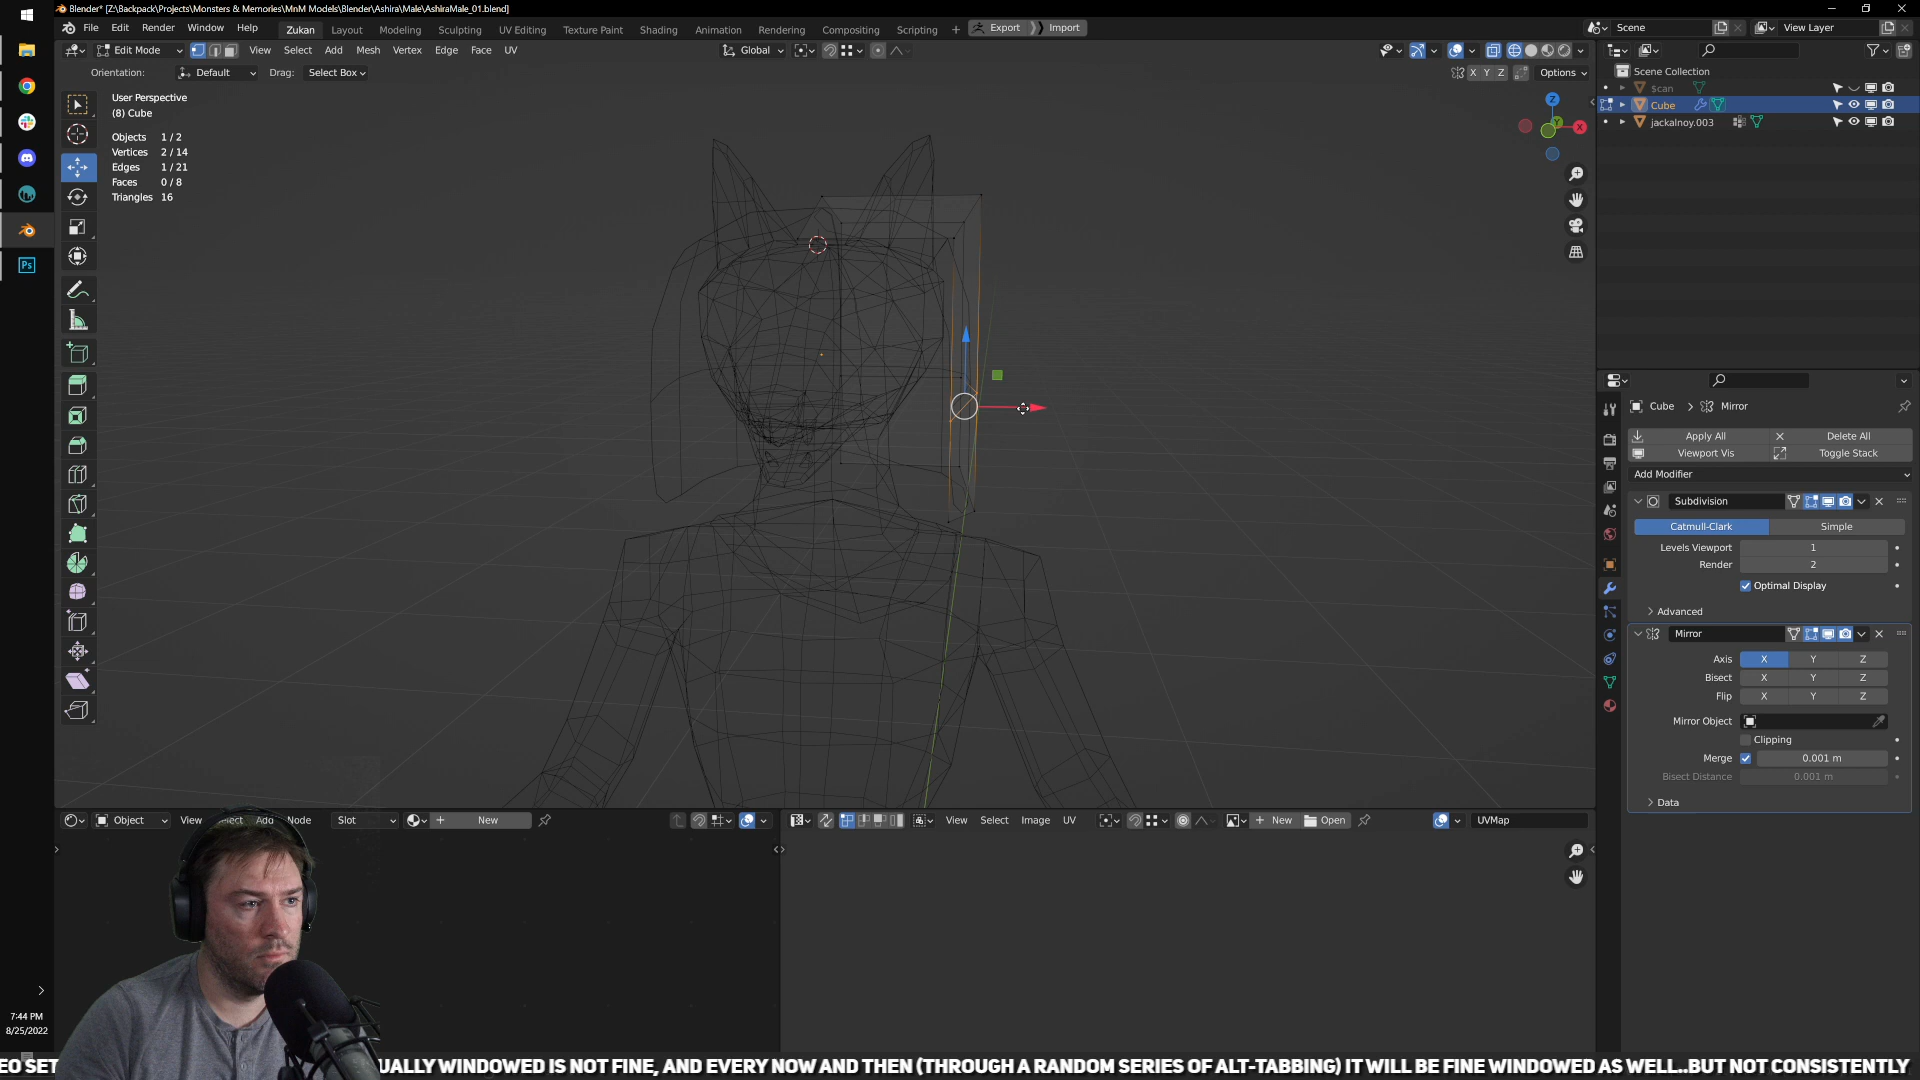 Blender* [Z:\Backpack\Projects\Monsters & Memories\MnM Models\Blender\Ashira\Male\AshiraMale_01.blend]
File Edit Render Window Help Zukan Layout Modeling Sculpting UV Editing Texture Paint Shading Animation Rendering Compositing Scripting + Export Import Scene View Layer
Edit Mode View Select Add Mesh Vertex Edge Face UV Global
Orientation: Default Drag: Select Box X Y Z Options
User Perspective
(8) Cube
Objects 1 / 2
Vertices 2 / 14
Edges 1 / 21
Faces 0 / 8
Triangles 16
Z
Y
X
Scene Collection
$can
Cube
jackalnoy.003
Cube > Mirror
Apply All Delete All
Viewport Vis Toggle Stack
Add Modifier
Subdivision
Catmull-Clark Simple
Levels Viewport 1
Render 2
Optimal Display
Advanced
Mirror
Axis X Y Z
Bisect X Y Z
Flip X Y Z
Mirror Object
Clipping
Merge 0.001 m
Bisect Distance 0.001 m
Data
Object View Select Add Node Slot New
View Select Image UV New Open UVMap
Ps
7:44 PM
8/25/2022
EO SET UALLY WINDOWED IS NOT FINE, AND EVERY NOW AND THEN (THROUGH A RANDOM SERIES OF ALT-TABBING) IT WILL BE FINE WINDOWED AS WELL..BUT NOT CONSISTENTLY